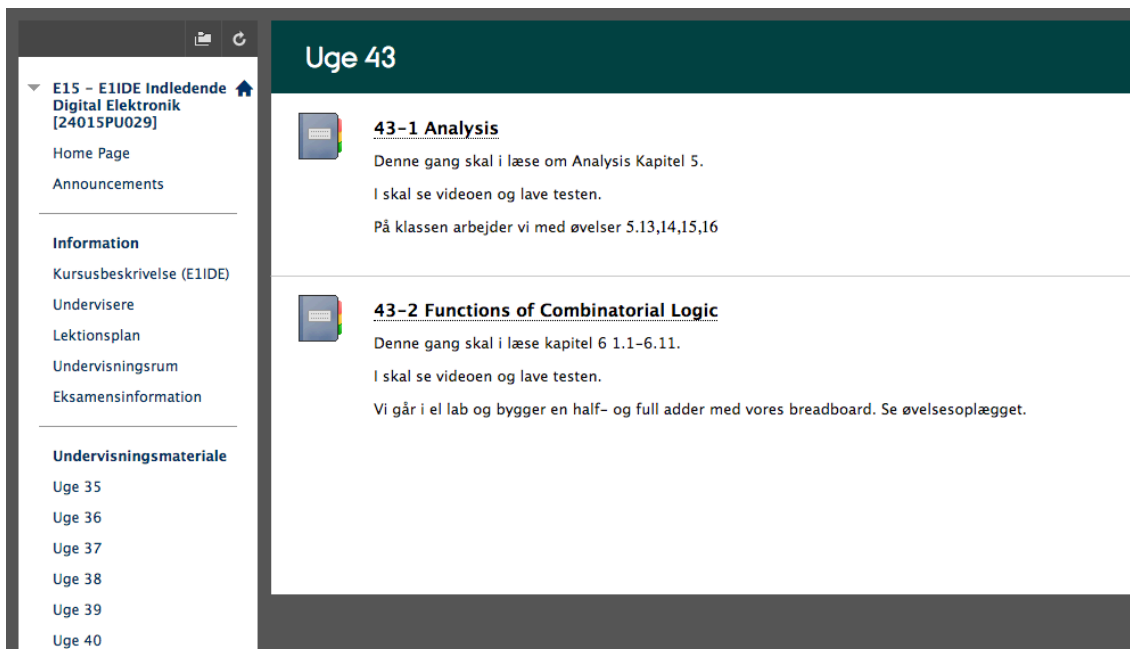 E15 – E1IDE Indledende
Digital Elektronik
[24015PU029]
Home Page
Announcements
Information
Kursusbeskrivelse (E1IDE)
Undervisere
Lektionsplan
Undervisningsrum
Eksamensinformation
Undervisningsmateriale
Uge 35
Uge 36
Uge 37
Uge 38
Uge 39
Uge 40
Uge 43
43-1 Analysis
Denne gang skal i læse om Analysis Kapitel 5.
I skal se videoen og lave testen.
På klassen arbejder vi med øvelser 5.13,14,15,16
43-2 Functions of Combinatorial Logic
Denne gang skal i læse kapitel 6 1.1-6.11.
I skal se videoen og lave testen.
Vi går i el lab og bygger en half- og full adder med vores breadboard. Se øvelsesoplægget.